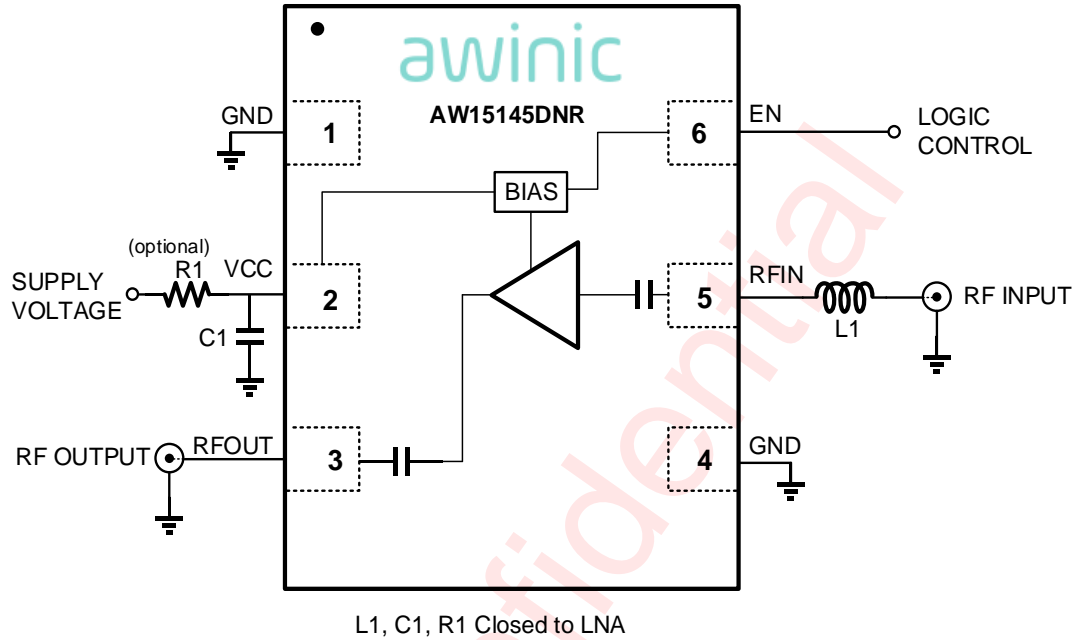 awinic
AW15145DNR
GND
1
6
EN
LOGIC
CONTROL
BIAS
(optional)
R1
VCC
SUPPLY
VOLTAGE
2
C1
5
RFIN
L1
RF INPUT
RF OUTPUT
RFOUT
3
4
GND
L1, C1, R1 Closed to LNA